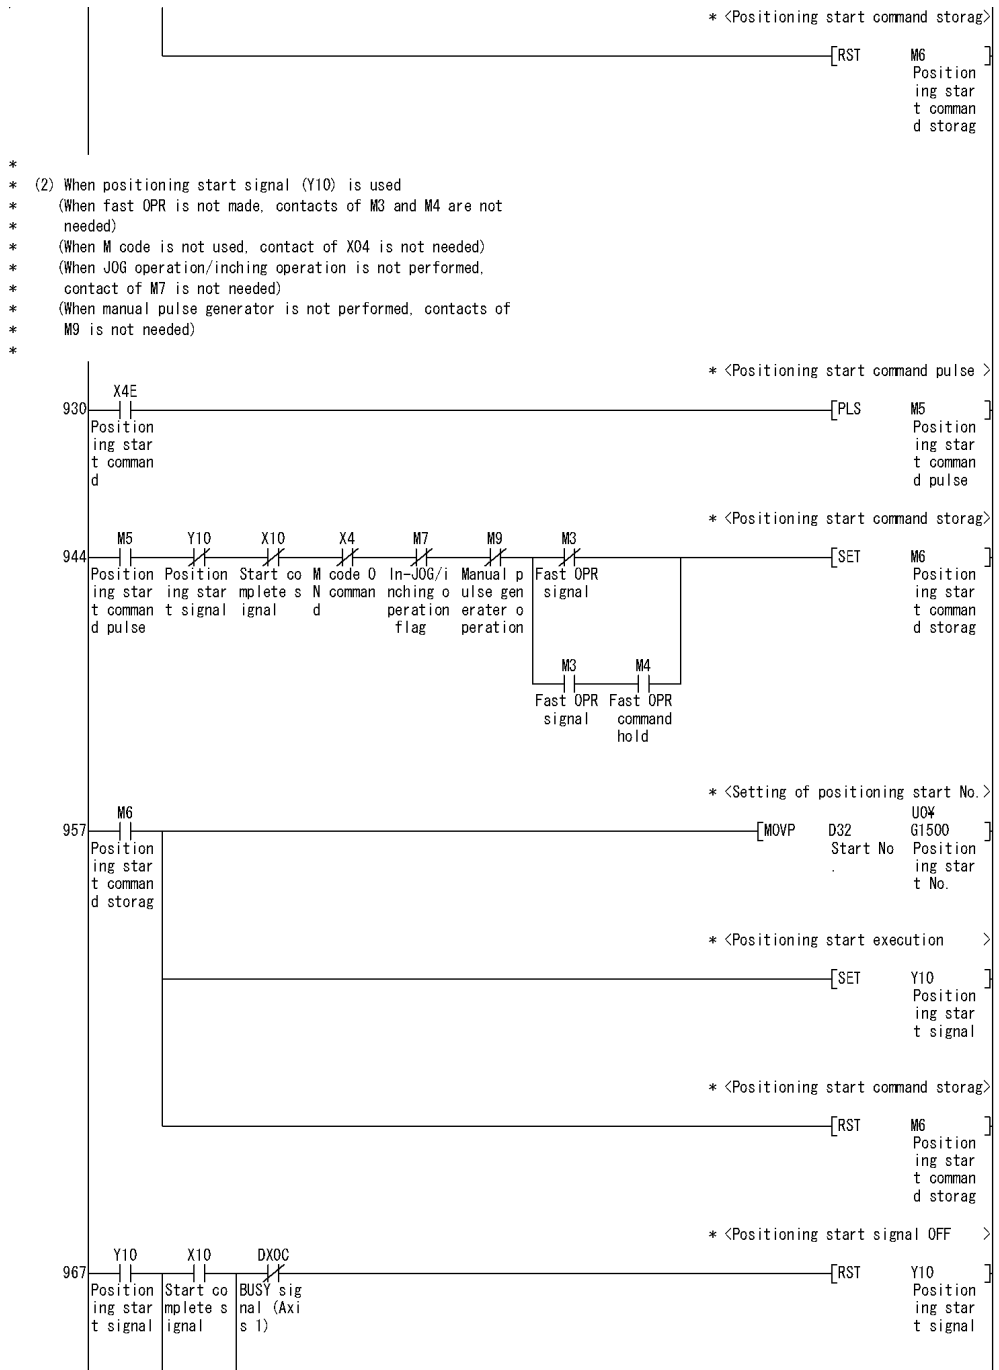 * <Positioning start command storag>
[RST M6 ]
Position
ing star
t comman
d storag
*
* (2) When positioning start signal (Y10) is used
* (When fast OPR is not made, contacts of M3 and M4 are not
* needed)
* (When M code is not used, contact of X04 is not needed)
* (When JOG operation/inching operation is not performed,
* contact of M7 is not needed)
* (When manual pulse generator is not performed, contacts of
* M9 is not needed)
*
* <Positioning start command pulse >
X4E
930 [PLS M5 ]
Position Position
ing star ing star
t comman t comman
d d pulse
* <Positioning start command storag>
M5 Y10 X10 X4 M7 M9 M3
944 [SET M6 ]
Position Position Start co M code O In-JOG/i Manual p Fast OPR Position
ing star ing star mplete s N comman nching o ulse gen signal ing star
t comman t signal ignal d peration erater o t comman
d pulse flag peration d storag
M3 M4
Fast OPR Fast OPR
signal command
hold
* <Setting of positioning start No.>
M6 U0¥
957 [MOVP D32 G1500 ]
Position Start No Position
ing star . ing star
t comman t No.
d storag
* <Positioning start execution >
[SET Y10 ]
Position
ing star
t signal
* <Positioning start command storag>
[RST M6 ]
Position
ing star
t comman
d storag
* <Positioning start signal OFF >
Y10 X10 DX0C
967 [RST Y10 ]
Position Start co BUSY sig Position
ing star mplete s nal (Axi ing star
t signal ignal s 1) t signal